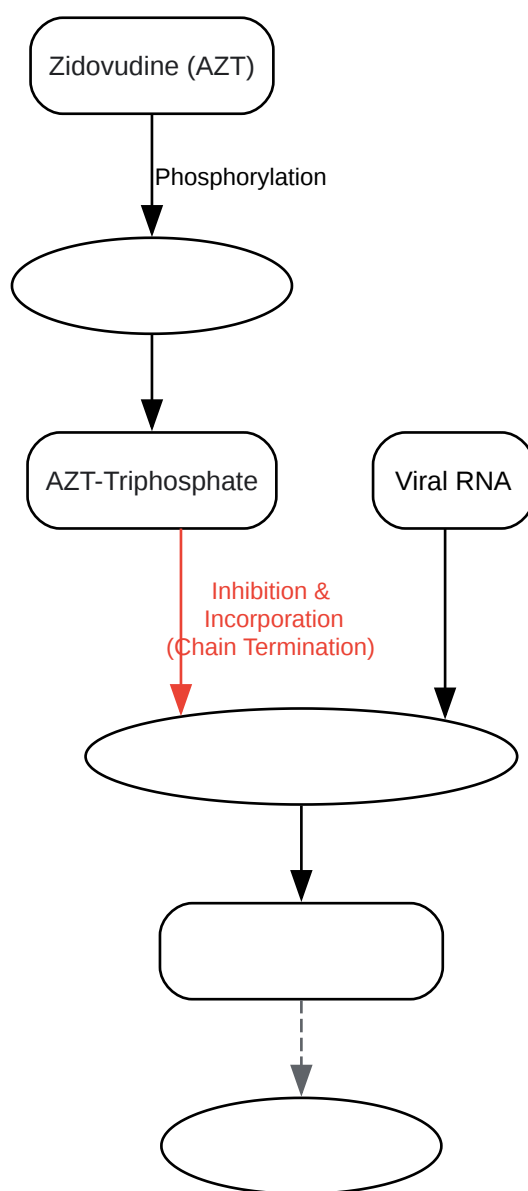 Zidovudine (AZT)
Phosphorylation
AZT-Triphosphate
Viral RNA
Inhibition &
Incorporation
(Chain Termination)